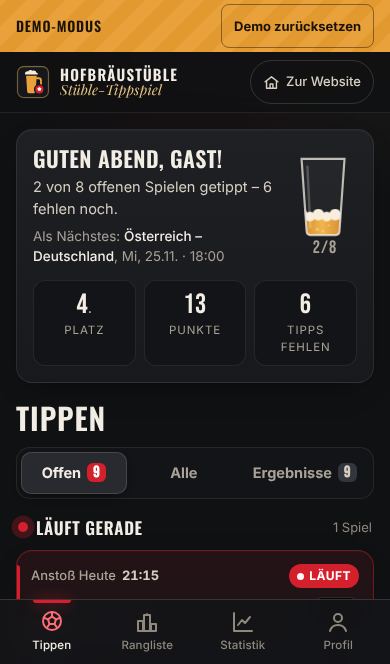 DEMO-MODUS
Demo zurücksetzen
HOFBRÄUSTÜBLE
Stüble-Tippspiel
Zur Website
GUTEN ABEND, GAST!
2 von 8 offenen Spielen getippt – 6
fehlen noch.
Als Nächstes: Österreich –
Deutschland, Mi, 25.11. · 18:00
2/8
4.
PLATZ
13
PUNKTE
6
TIPPS
FEHLEN
TIPPEN
Offen 9
Alle
Ergebnisse 9
LÄUFT GERADE
1 Spiel
Anstoß Heute 21:15
LÄUFT
Tippen
Rangliste
Statistik
Profil